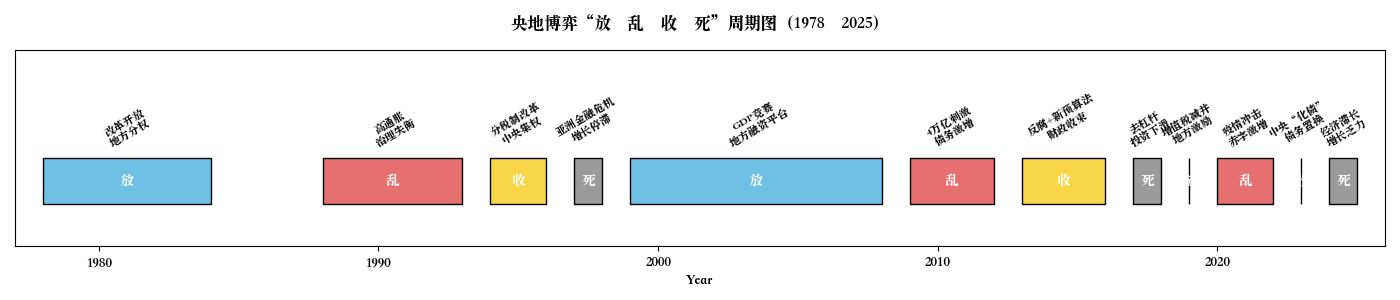 央地博弈“放 乱 收 死”周期图（1978 2025）
改革开放
地方分权
高通胀
治理失衡
分税制改革
中央集权
亚洲金融危机
增长停滞
GDP竞赛
地方融资平台
4万亿刺激
债务激增
反腐+新预算法
财政收束
去杠杆
投资下滑
增值税减并
地方激励
疫情冲击
赤字激增
中央“化债”
债务置换
经济滞长
增长乏力
放
乱
收
死
放
乱
收
死
乱
死
1980
1990
2000
2010
2020
Year